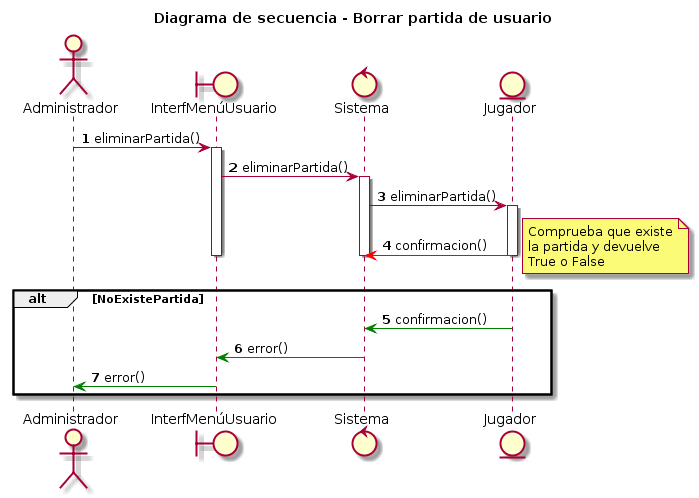 Diagrama de secuencia - Borrar partida de usuario
Administrador InterfMenúUsuario Sistema Jugador
1 eliminarPartida()
2 eliminarPartida()
3 eliminarPartida()
Comprueba que existe
la partida y devuelve
True o False
4 confirmacion()
alt [NoExistePartida]
5 confirmacion()
6 error()
7 error()
Administrador InterfMenúUsuario Sistema Jugador